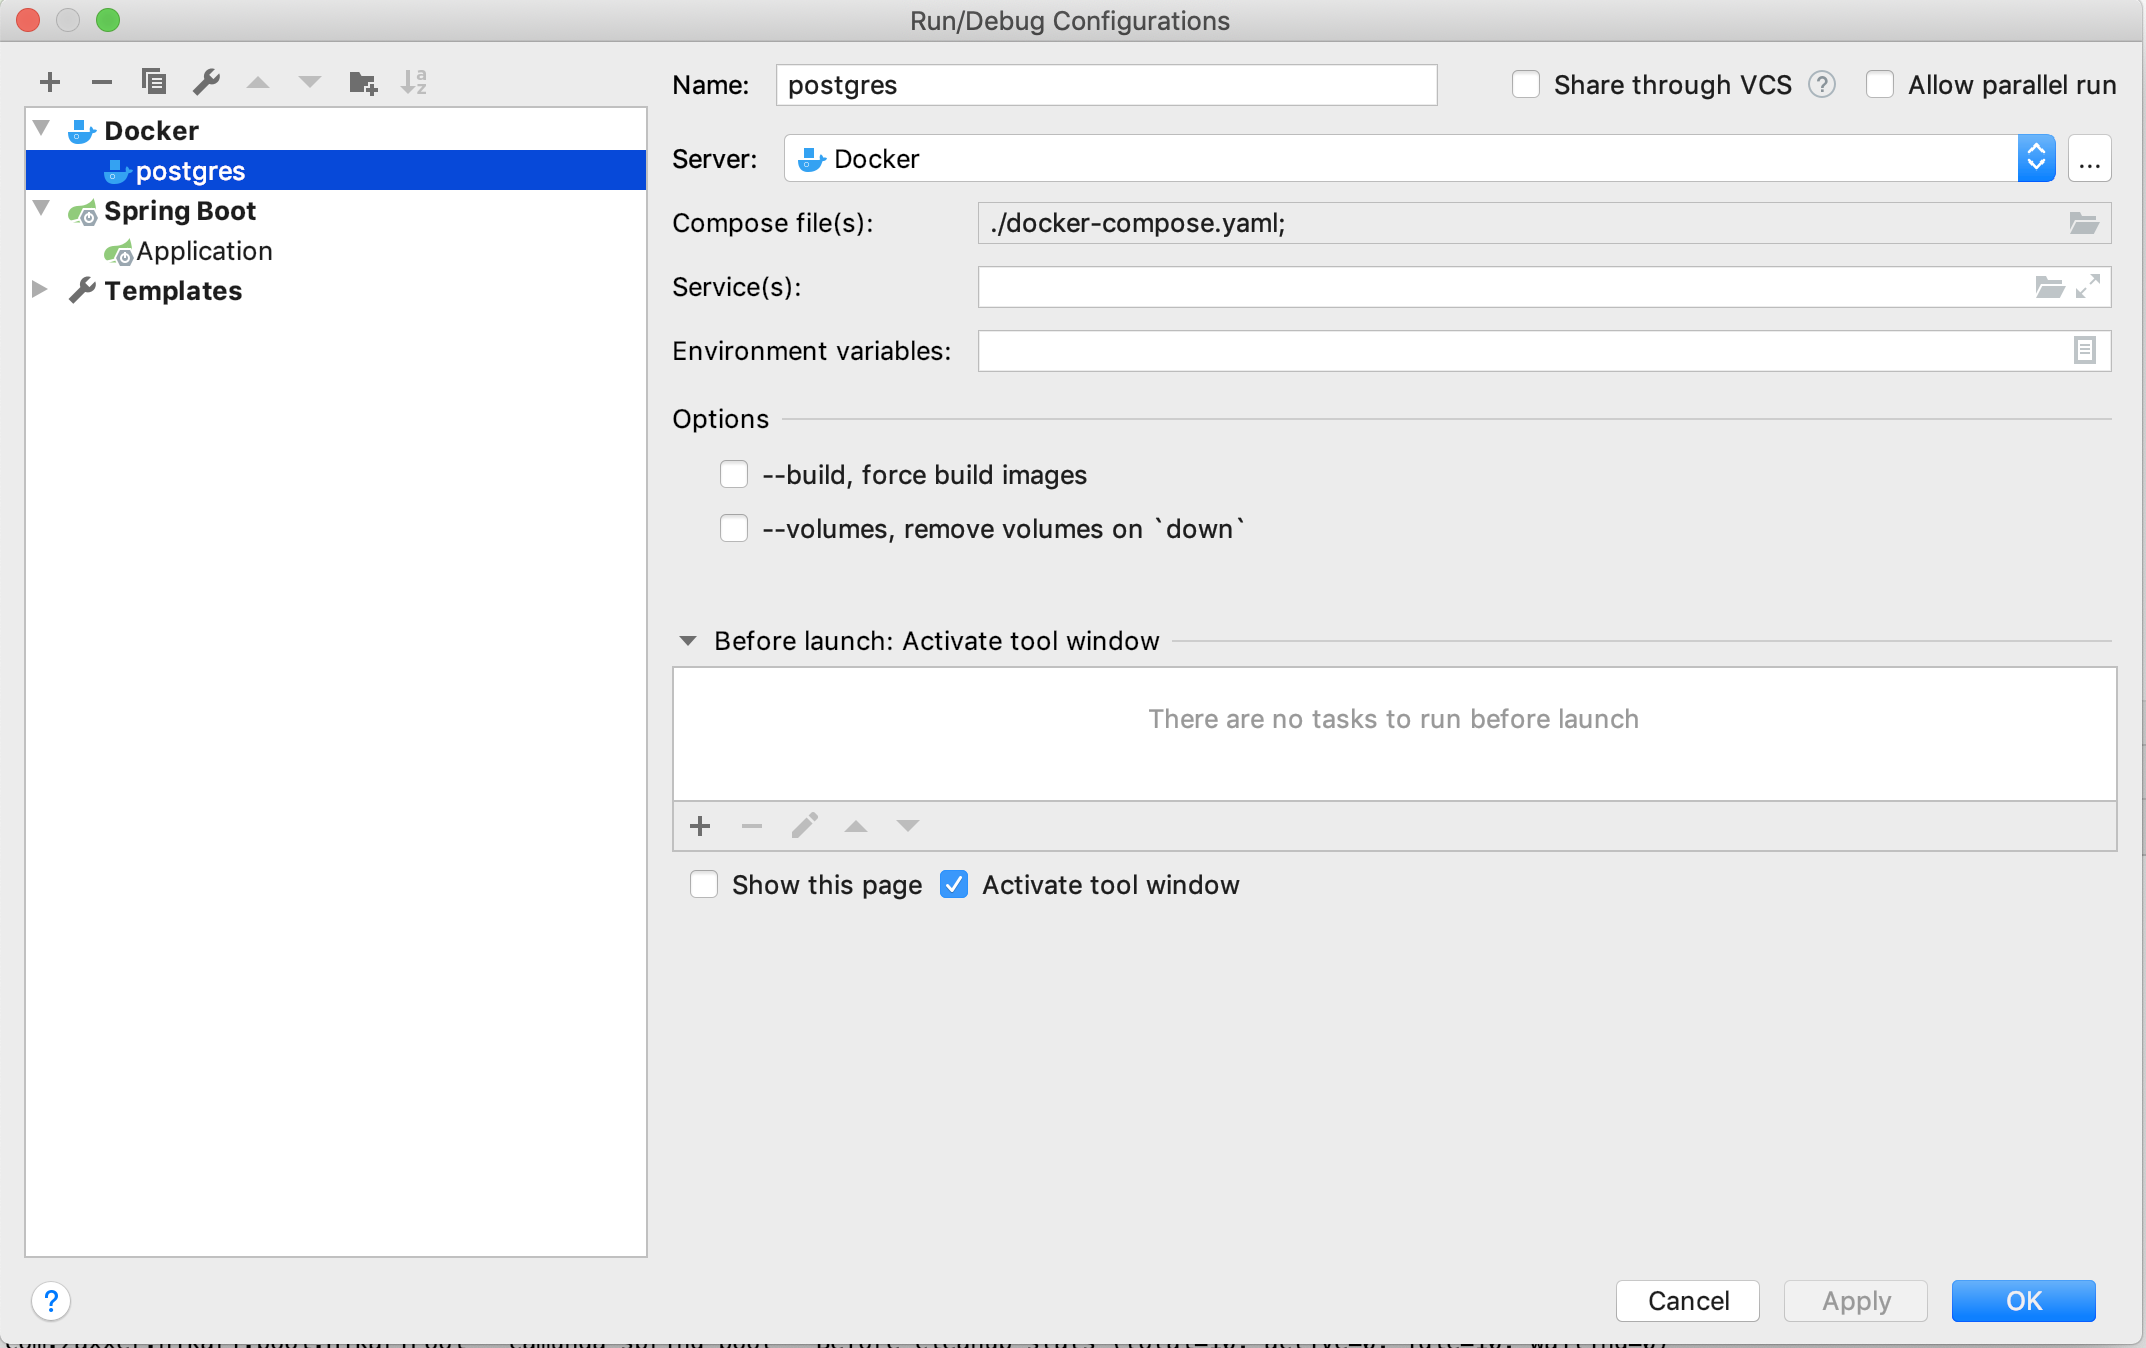 Run/Debug Configurations
Name: postgres Share through VCS ? Allow parallel run
Docker
postgres
Spring Boot
Application
Templates
Server: Docker ...
Compose file(s): ./docker-compose.yaml;
Service(s):
Environment variables:
Options
--build, force build images
--volumes, remove volumes on `down`
Before launch: Activate tool window
There are no tasks to run before launch
Show this page Activate tool window
? Cancel Apply OK